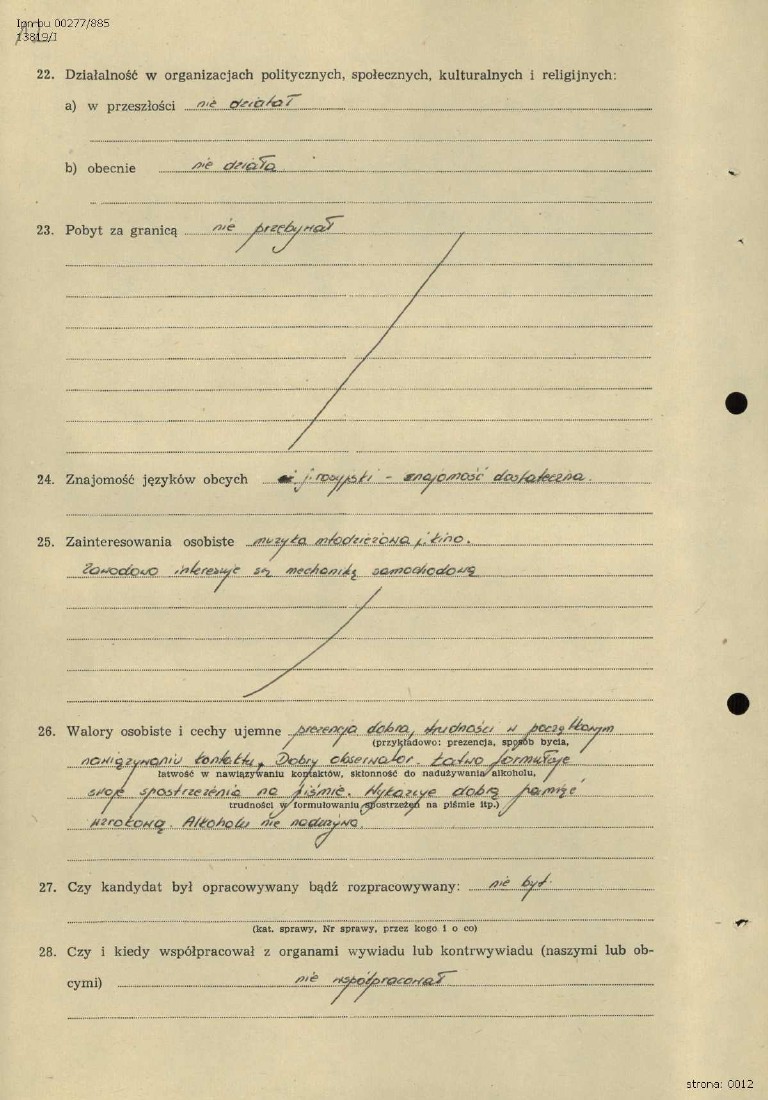 Ipn bu 00277/885
13819/I
22. Działalność w organizacjach politycznych, społecznych, kulturalnych i religijnych:
a) w przeszłości nie działał
b) obecnie nie działa
23. Pobyt za granicą nie przebywał
24. Znajomość języków obcych j. rosyjski – znajomość dostateczna.
25. Zainteresowania osobiste muzyka młodzieżowa i kino.
Zawodowo interesuje się mechaniką samochodową
26. Walory osobiste i cechy ujemne prezencja dobra, trudności w początkowym
(przykładowo: prezencja, sposób bycia,
nawiązywaniu kontaktu. Dobry obserwator. Łatwo formułuje
łatwość w nawiązywaniu kontaktów, skłonność do nadużywania alkoholu,
swoje spostrzeżenia na piśmie. Wykazuje dobrą pamięć
trudności w formułowaniu spostrzeżeń na piśmie itp.)
wzrokową. Alkoholu nie nadużywa.
27. Czy kandydat był opracowywany bądź rozpracowywany: nie był.
(kat. sprawy, Nr sprawy, przez kogo i o co)
28. Czy i kiedy współpracował z organami wywiadu lub kontrwywiadu (naszymi lub ob-
cymi) nie współpracował
strona: 0012